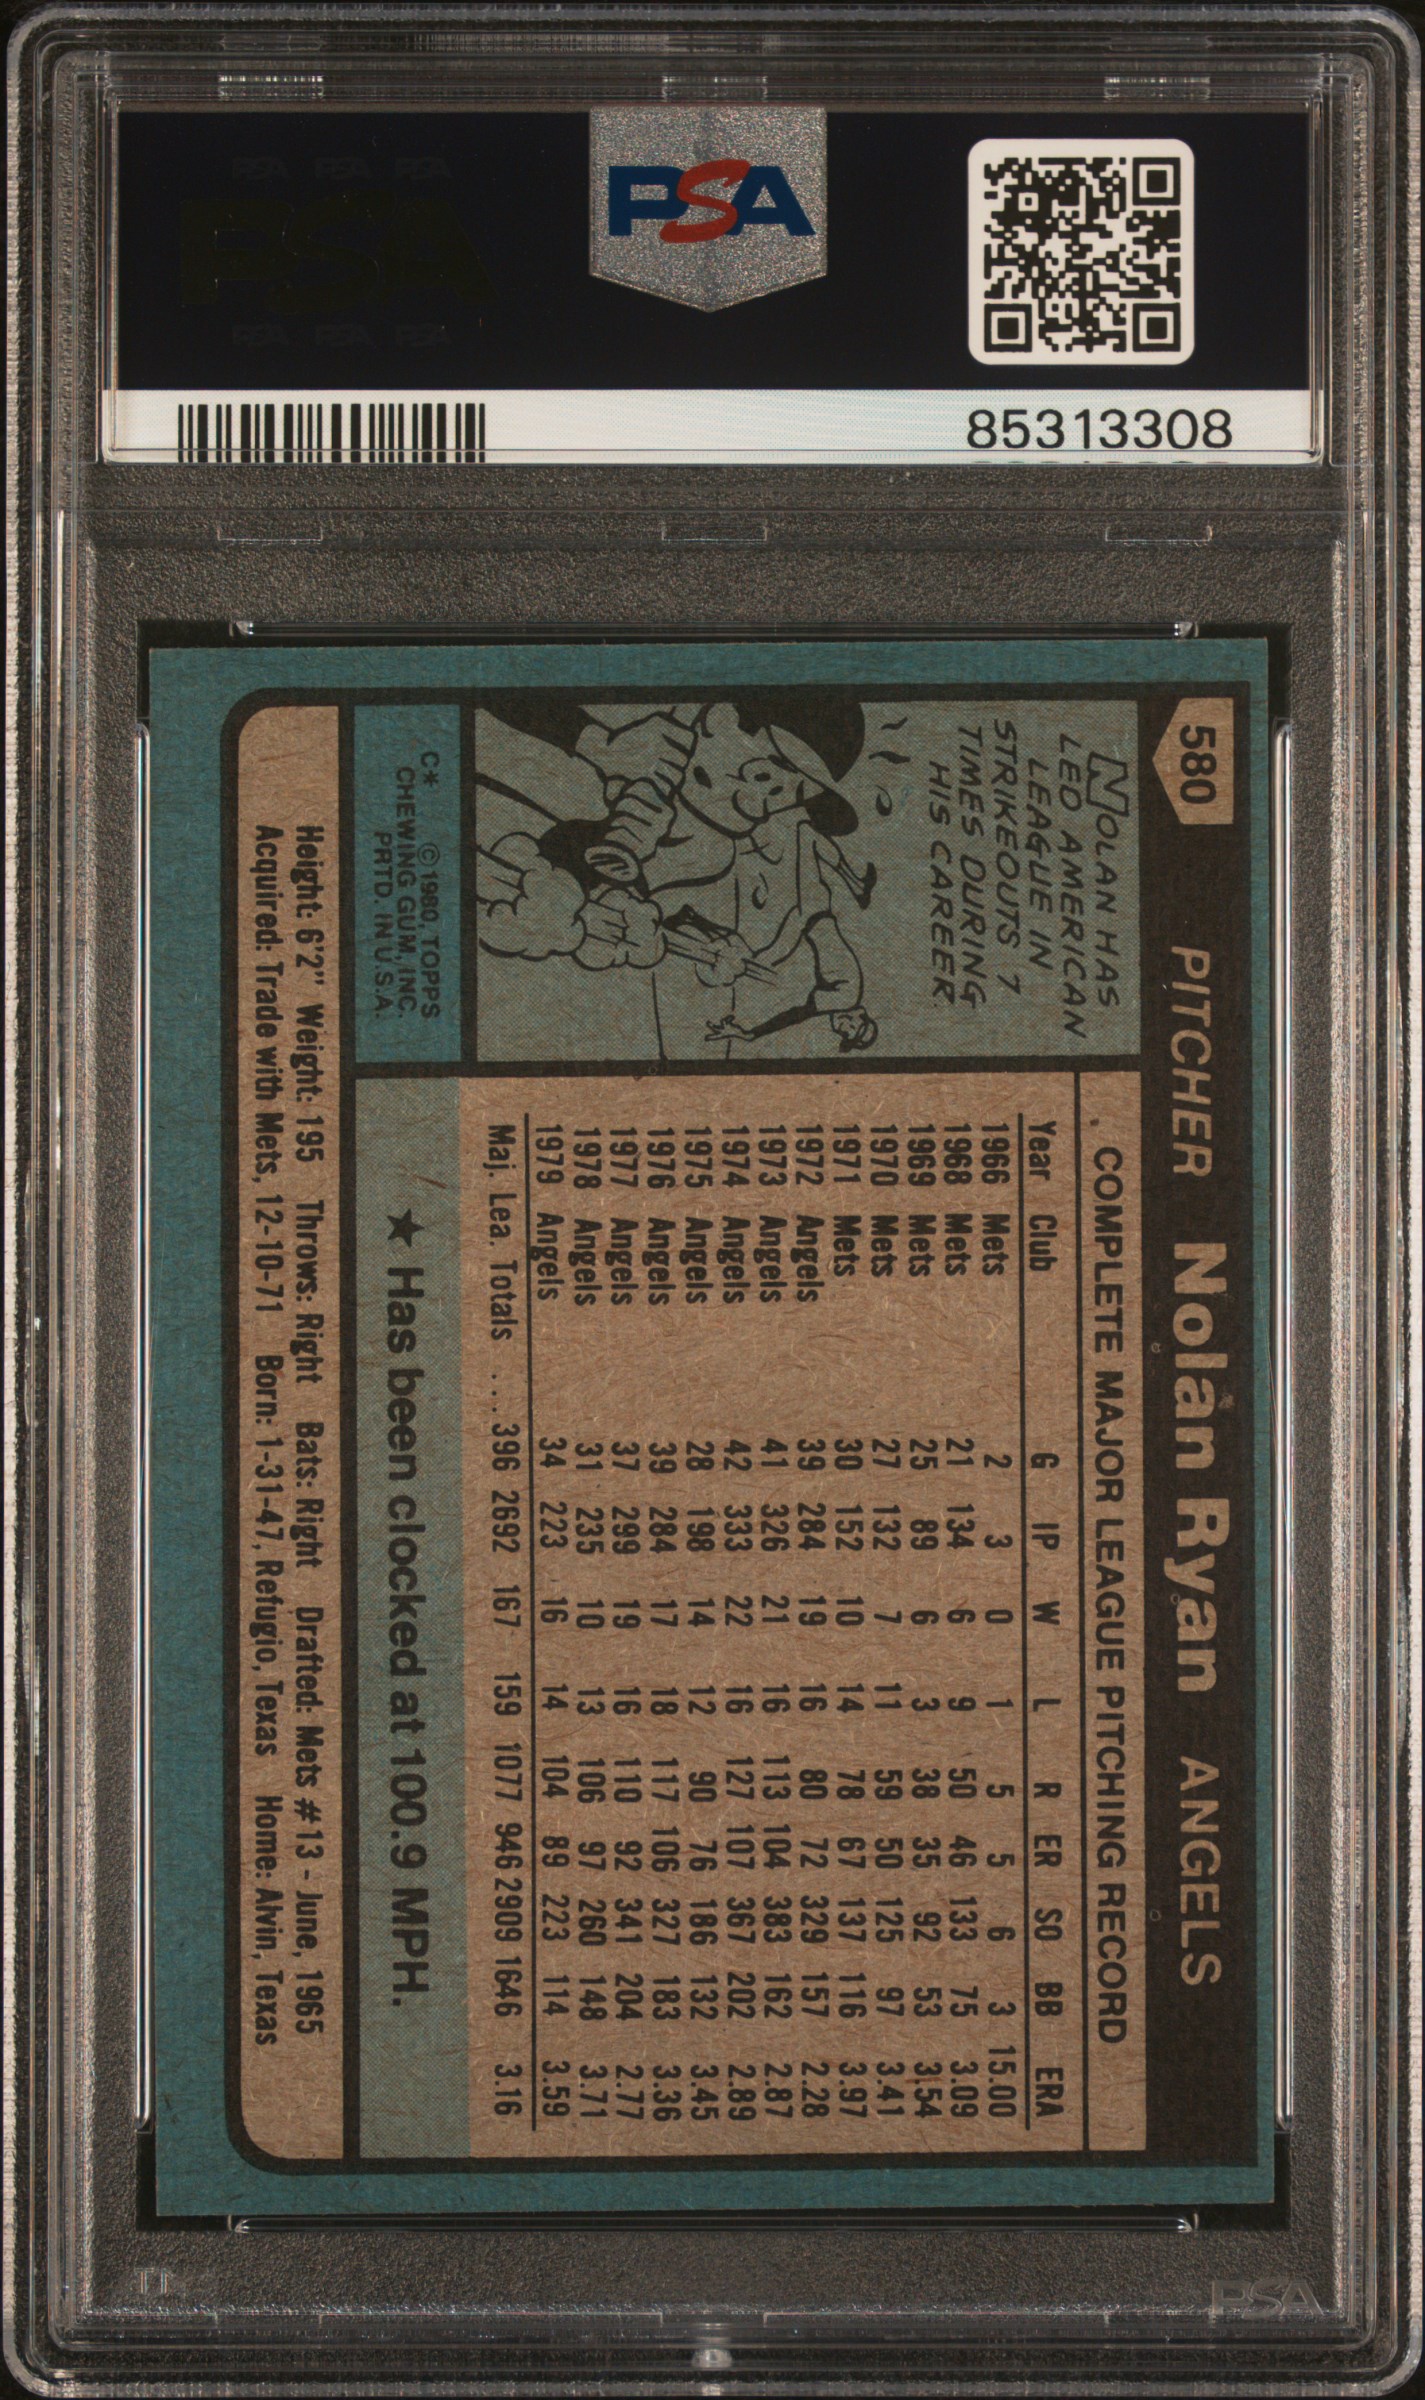 PSA
85313308
580 PITCHER Nolan Ryan ANGELS
NOLAN HAS
LED AMERICAN
LEAGUE IN
STRIKEOUTS 7
TIMES DURING
HIS CAREER.
C* ©1980, TOPPS
CHEWING GUM, INC.
PRTD. IN U.S.A.
COMPLETE MAJOR LEAGUE PITCHING RECORD
Year Club G IP W L R ER SO BB ERA
1966 Mets 2 3 0 1 5 5 6 3 15.00
1968 Mets 21 134 6 9 50 46 133 75 3.09
1969 Mets 25 89 6 3 38 35 92 53 3.54
1970 Mets 27 132 7 11 59 50 125 97 3.41
1971 Mets 30 152 10 14 78 67 137 116 3.97
1972 Angels 39 284 19 16 80 72 329 157 2.28
1973 Angels 41 326 21 16 113 104 383 162 2.87
1974 Angels 42 333 22 16 127 107 367 202 2.89
1975 Angels 28 198 14 12 90 76 186 132 3.45
1976 Angels 39 284 17 18 117 106 327 183 3.36
1977 Angels 37 299 19 16 110 92 341 204 2.77
1978 Angels 31 235 10 13 106 97 260 148 3.71
1979 Angels 34 223 16 14 104 89 223 114 3.59
Maj. Lea. Totals .... 396 2692 167 159 1077 946 2909 1646 3.16
★ Has been clocked at 100.9 MPH.
Height: 6'2" Weight: 195 Throws: Right Bats: Right Drafted: Mets #13 - June, 1965
Acquired: Trade with Mets, 12-10-71 Born: 1-31-47, Refugio, Texas Home: Alvin, Texas
PSA